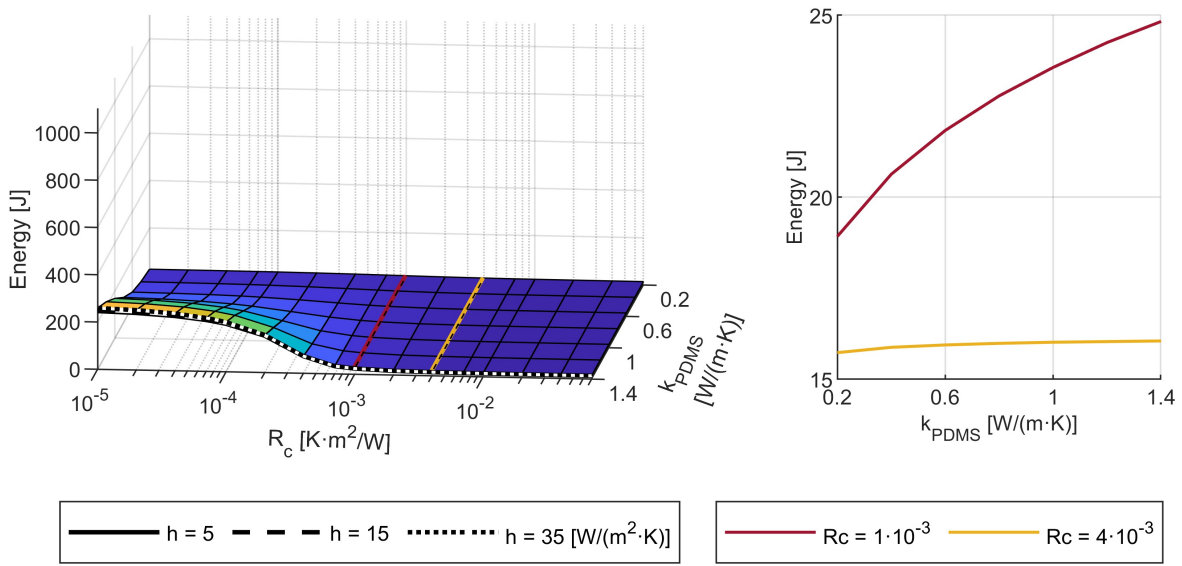 1000
800
600
400
200
0
Energy [J]
10⁻⁵
10⁻⁴
10⁻³
10⁻²
R_c [K·m²/W]
0.2
0.6
1
1.4
k_PDMS
[W/(m·K)]
25
20
15
Energy [J]
0.2
0.6
1
1.4
k_PDMS [W/(m·K)]
h = 5
h = 15
h = 35 [W/(m²·K)]
Rc = 1·10⁻³
Rc = 4·10⁻³